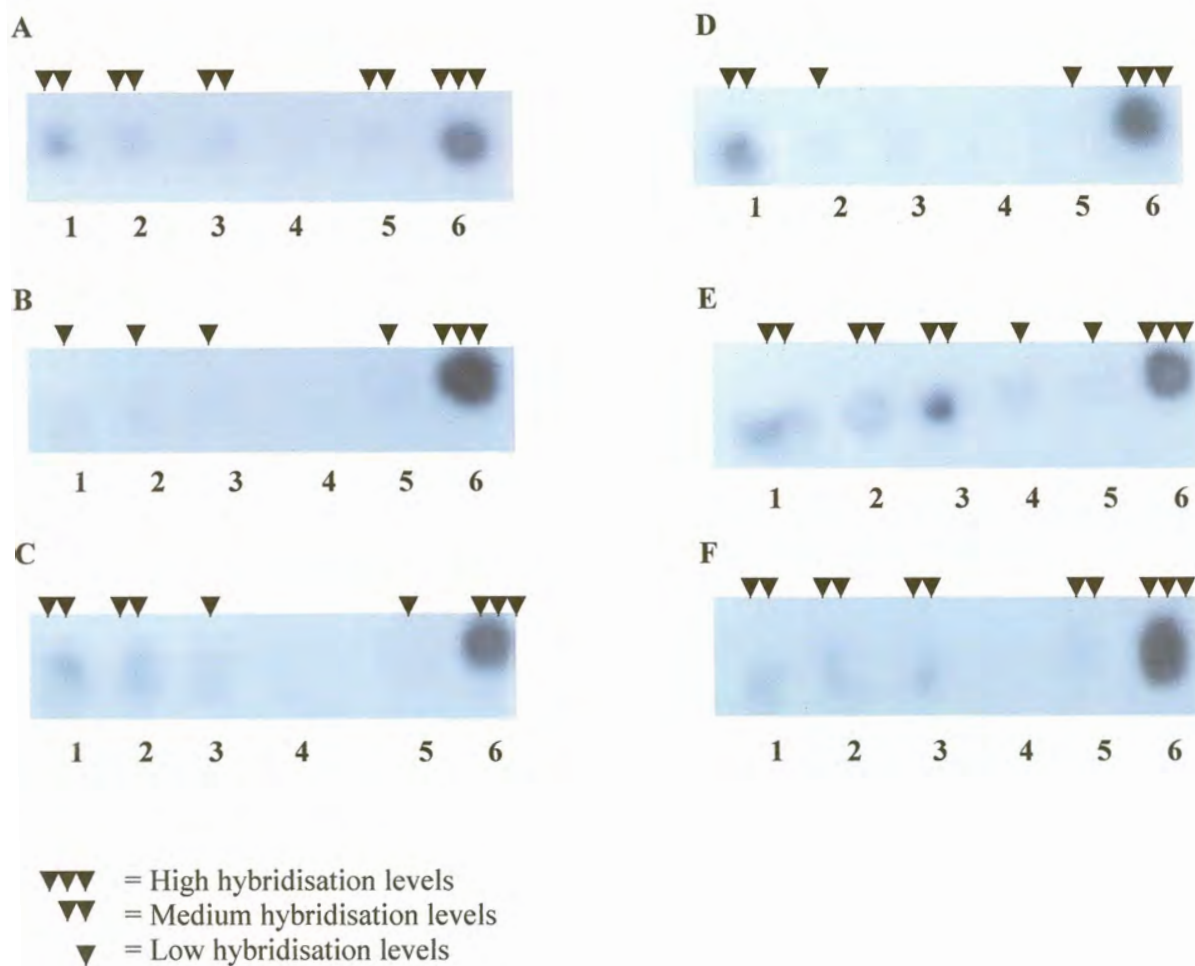 A
1 2 3 4 5 6
B
1 2 3 4 5 6
C
1 2 3 4 5 6
D
1 2 3 4 5 6
E
1 2 3 4 5 6
F
1 2 3 4 5 6
= High hybridisation levels
= Medium hybridisation levels
= Low hybridisation levels